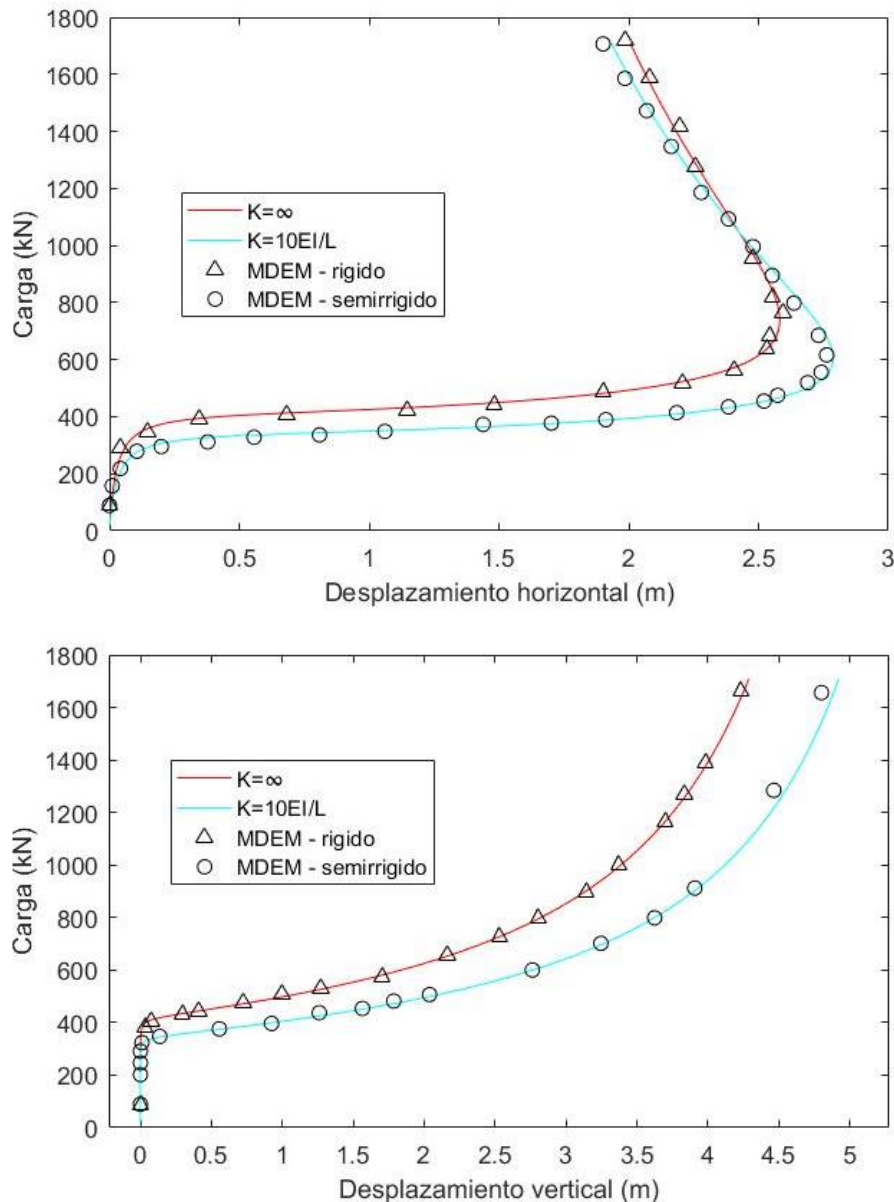 1800
1600
1400
1200
1000
800
600
400
200
0
Carga (kN)
K=∞
K=10EI/L
MDEM - rigido
MDEM - semirrigido
0 0.5 1 1.5 2 2.5 3
Desplazamiento horizontal (m)
1800
1600
1400
1200
1000
800
600
400
200
0
Carga (kN)
K=∞
K=10EI/L
MDEM - rigido
MDEM - semirrigido
0 0.5 1 1.5 2 2.5 3 3.5 4 4.5 5
Desplazamiento vertical (m)